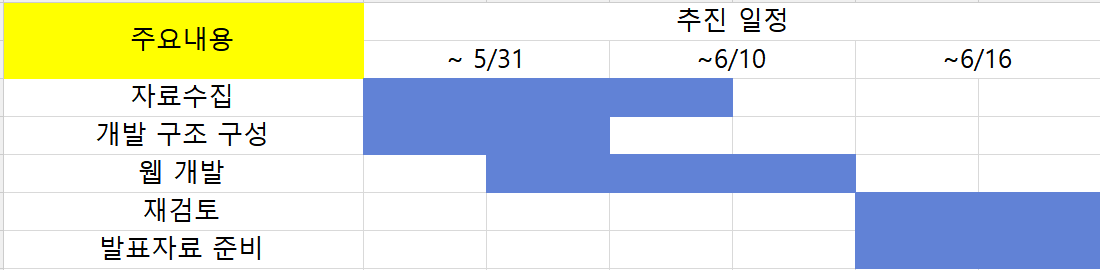 주요내용
추진 일정
~ 5/31
~6/10
~6/16
자료수집
개발 구조 구성
웹 개발
재검토
발표자료 준비